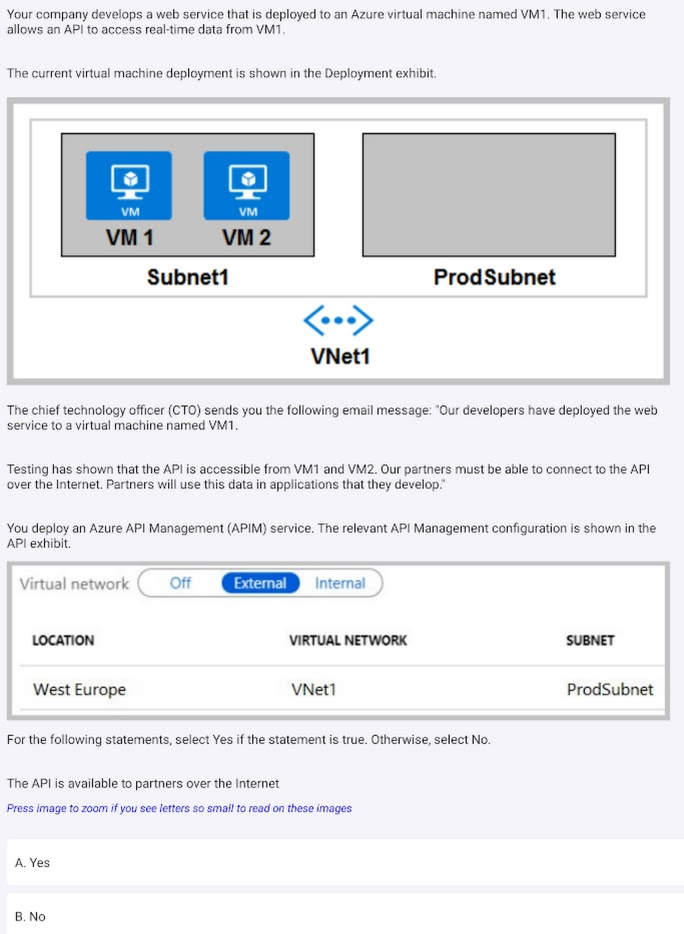 Your company develops a web service that is deployed to an Azure virtual machine named VM1. The web service
allows an API to access real-time data from VM1.
The current virtual machine deployment is shown in the Deployment exhibit.
VM VM
VM 1 VM 2
Subnet1 ProdSubnet
VNet1
The chief technology officer (CTO) sends you the following email message: "Our developers have deployed the web
service to a virtual machine named VM1.
Testing has shown that the API is accessible from VM1 and VM2. Our partners must be able to connect to the API
over the Internet. Partners will use this data in applications that they develop."
You deploy an Azure API Management (APIM) service. The relevant API Management configuration is shown in the
API exhibit.
Virtual network Off External Internal
LOCATION VIRTUAL NETWORK SUBNET
West Europe VNet1 ProdSubnet
For the following statements, select Yes if the statement is true. Otherwise, select No.
The API is available to partners over the Internet
Press image to zoom if you see letters so small to read on these images
A. Yes
B. No